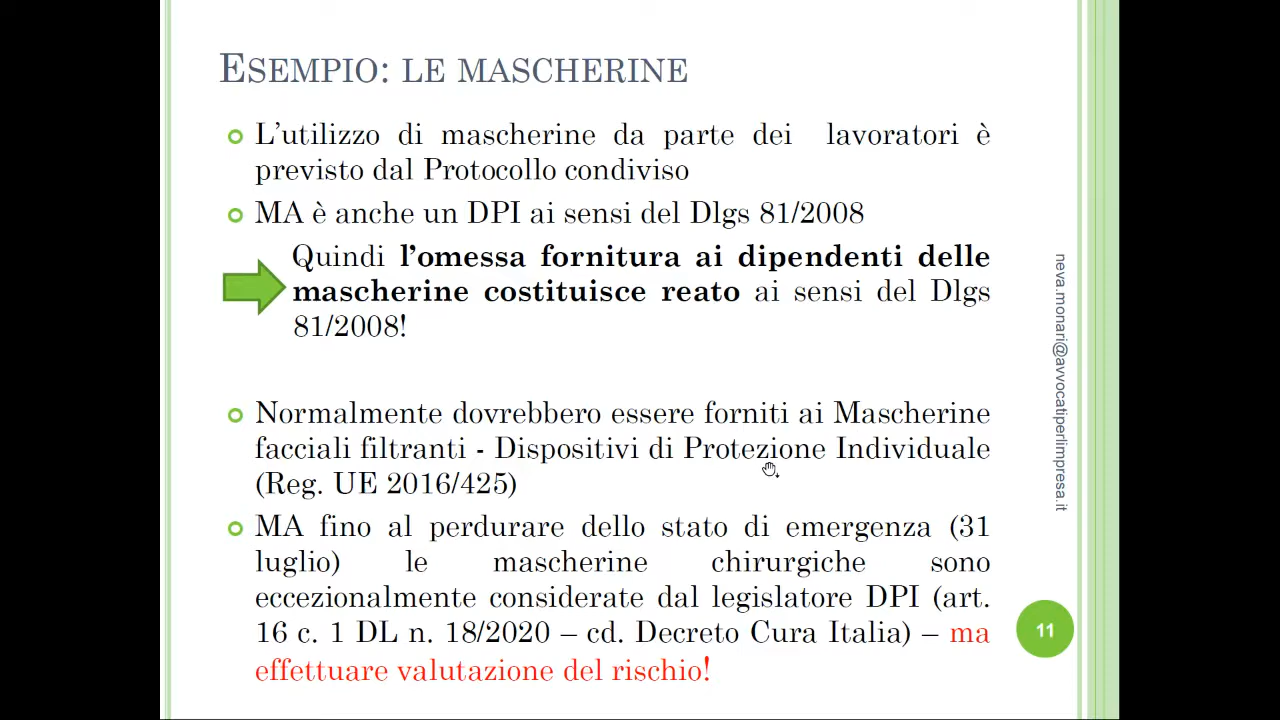 ESEMPIO: LE MASCHERINE
L'utilizzo di mascherine da parte dei lavoratori è
previsto dal Protocollo condiviso
MA è anche un DPI ai sensi del Dlgs 81/2008
Quindi l'omessa fornitura ai dipendenti delle
mascherine costituisce reato ai sensi del Dlgs
81/2008!
Normalmente dovrebbero essere forniti ai Mascherine
facciali filtranti - Dispositivi di Protezione Individuale
(Reg. UE 2016/425)
MA fino al perdurare dello stato di emergenza (31
luglio) le mascherine chirurgiche sono
eccezionalmente considerate dal legislatore DPI (art.
16 c. 1 DL n. 18/2020 – cd. Decreto Cura Italia) – ma
effettuare valutazione del rischio!
neva.monari@avvocatiperlimpresa.it
11